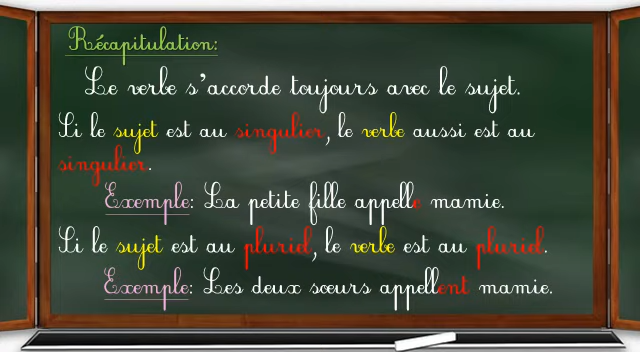 Récapitulation:
Le verbe s'accorde toujours avec le sujet.
Si le sujet est au singulier, le verbe aussi est au
singulier.
Exemple: La petite fille appelle mamie.
Si le sujet est au pluriel, le verbe est au pluriel.
Exemple: Les deux sœurs appellent mamie.